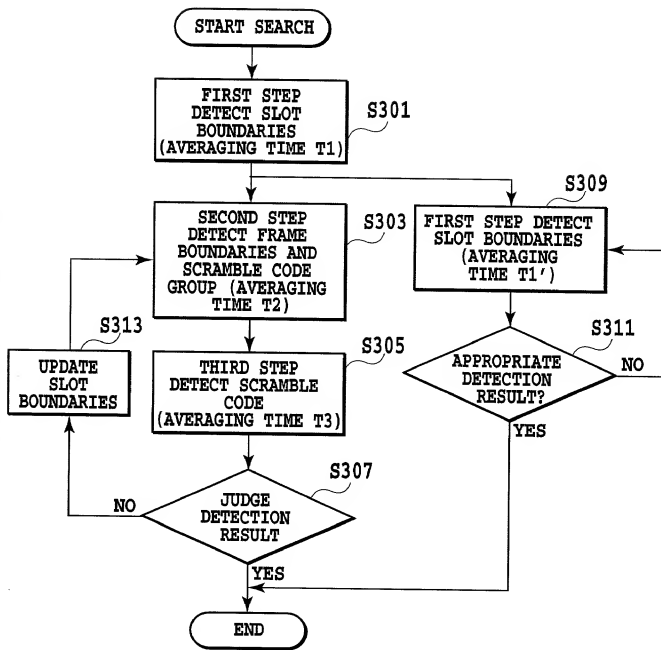 START SEARCH
FIRST STEP
DETECT SLOT
BOUNDARIES
(AVERAGING TIME T1)
S301
SECOND STEP
DETECT FRAME
BOUNDARIES AND
SCRAMBLE CODE
GROUP (AVERAGING
TIME T2)
S303
S309
FIRST STEP DETECT
SLOT BOUNDARIES
(AVERAGING
TIME T1')
S313
UPDATE
SLOT
BOUNDARIES
THIRD STEP
DETECT SCRAMBLE
CODE
(AVERAGING TIME T3)
S305
S311
APPROPRIATE
DETECTION
RESULT?
NO
YES
S307
JUDGE
DETECTION
RESULT
NO
YES
END